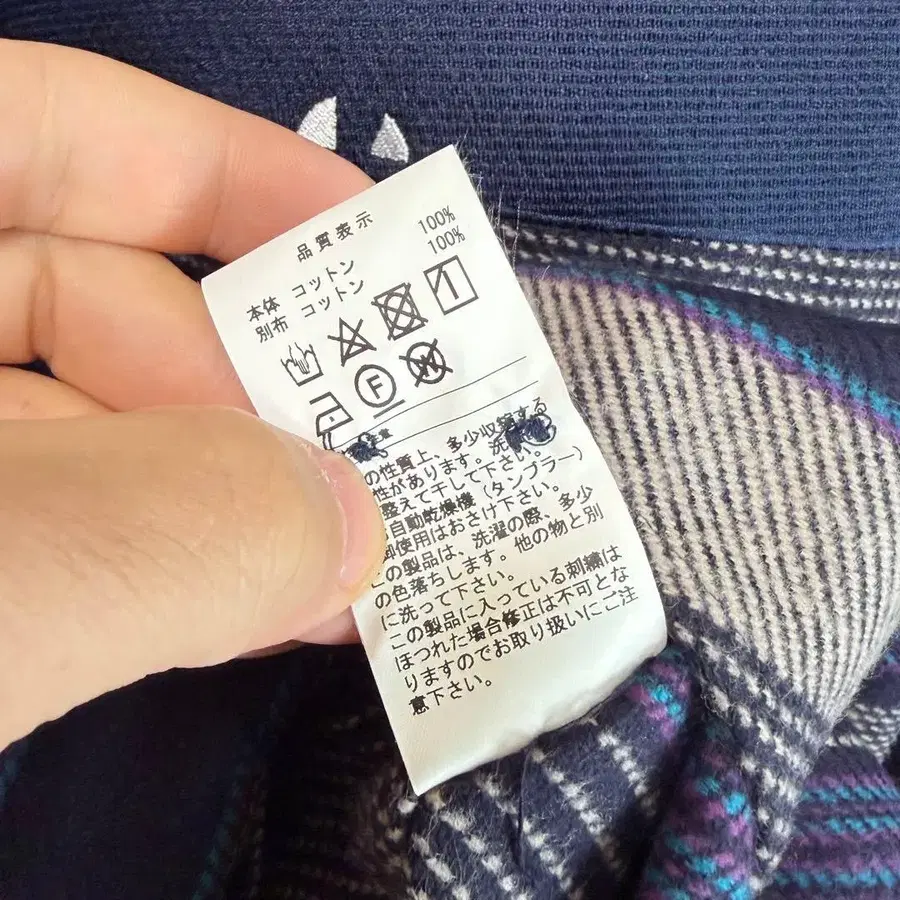 品質表示
本体 コットン 100%
別布 コットン 100%
F
W
の性質上、多少収縮する
性があります。洗
整えて干して下さい。
自動乾燥機(タンブラー)
御使用はおさけ下さい。
この製品は、洗濯の際、多少
の色落ちします。他の物と別
に洗って下さい。
この製品に入っている刺繍は
ほつれた場合修正は不可とな
りますのでお取り扱いにご注
意下さい。